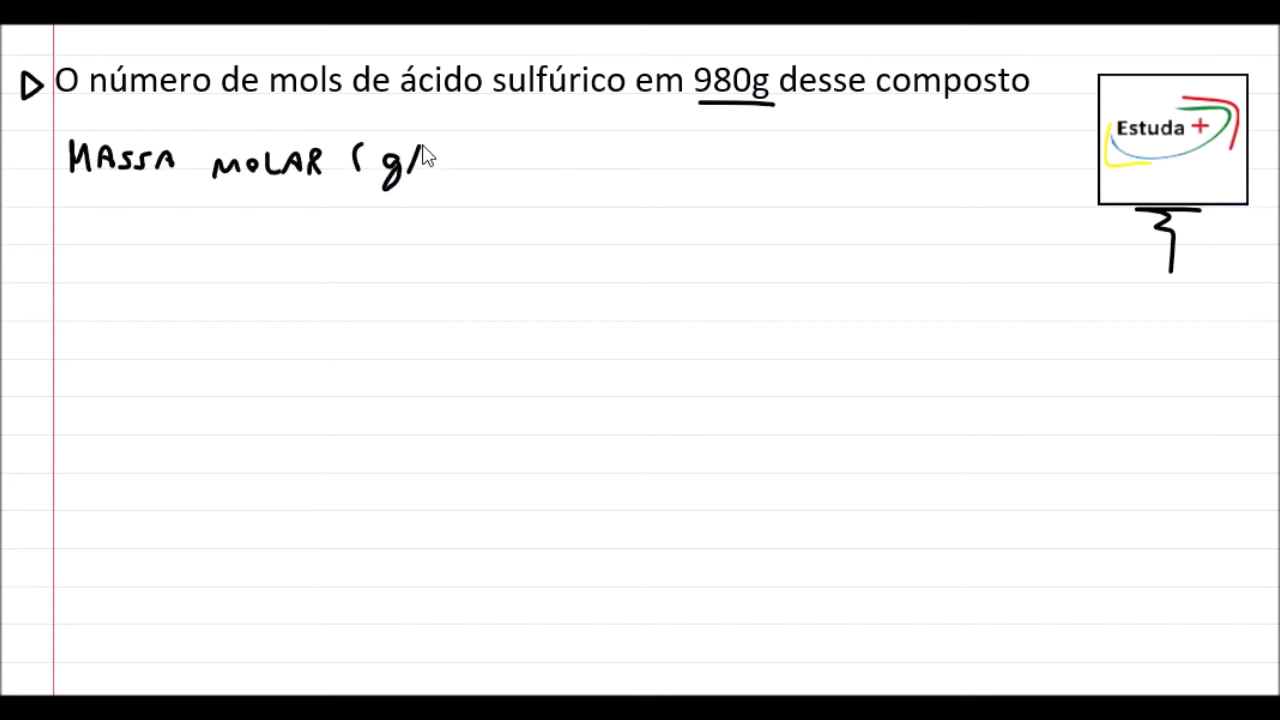 O número de mols de ácido sulfúrico em 980g desse composto
Estuda +
MASSA MOLAR ( g/